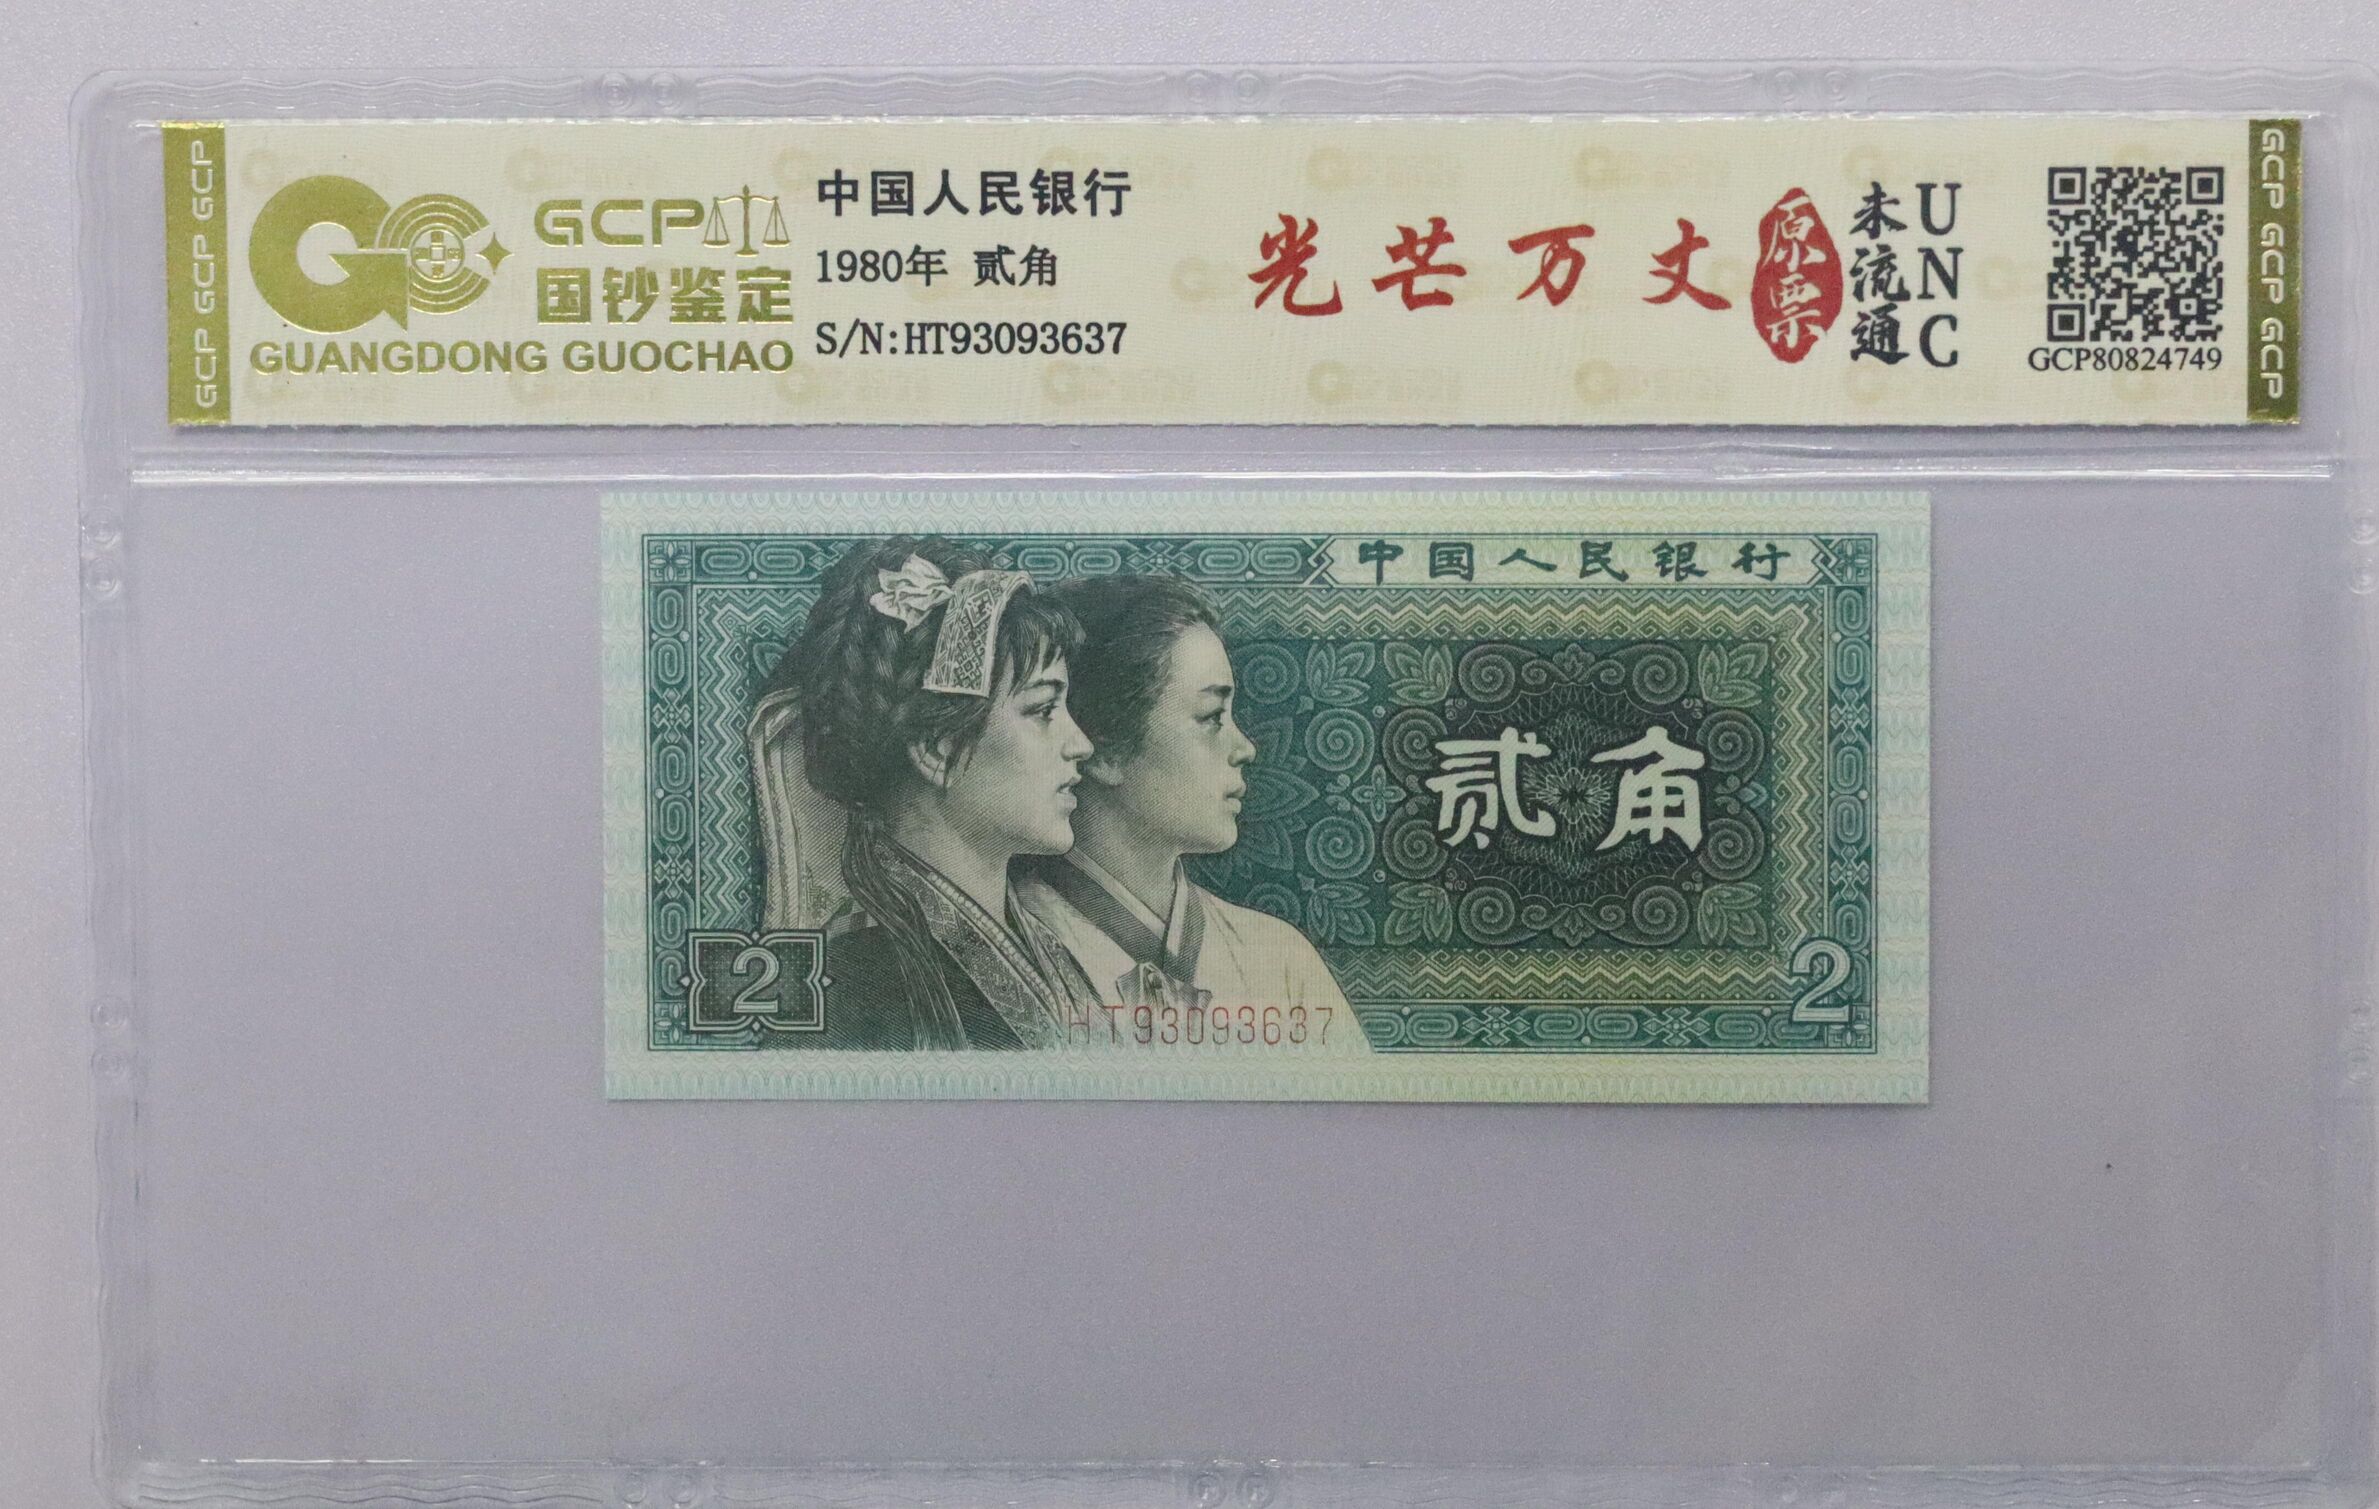 GCP GCP GCP
GCP
国钞鉴定
GUANGDONG GUOCHAO
中国人民银行
1980年 贰角
S/N:HT93093637
光芒万丈
原票
未流通
UNC
GCP80824749
GCP GCP GCP
中国人民银行
贰角
2
2
HT93093637